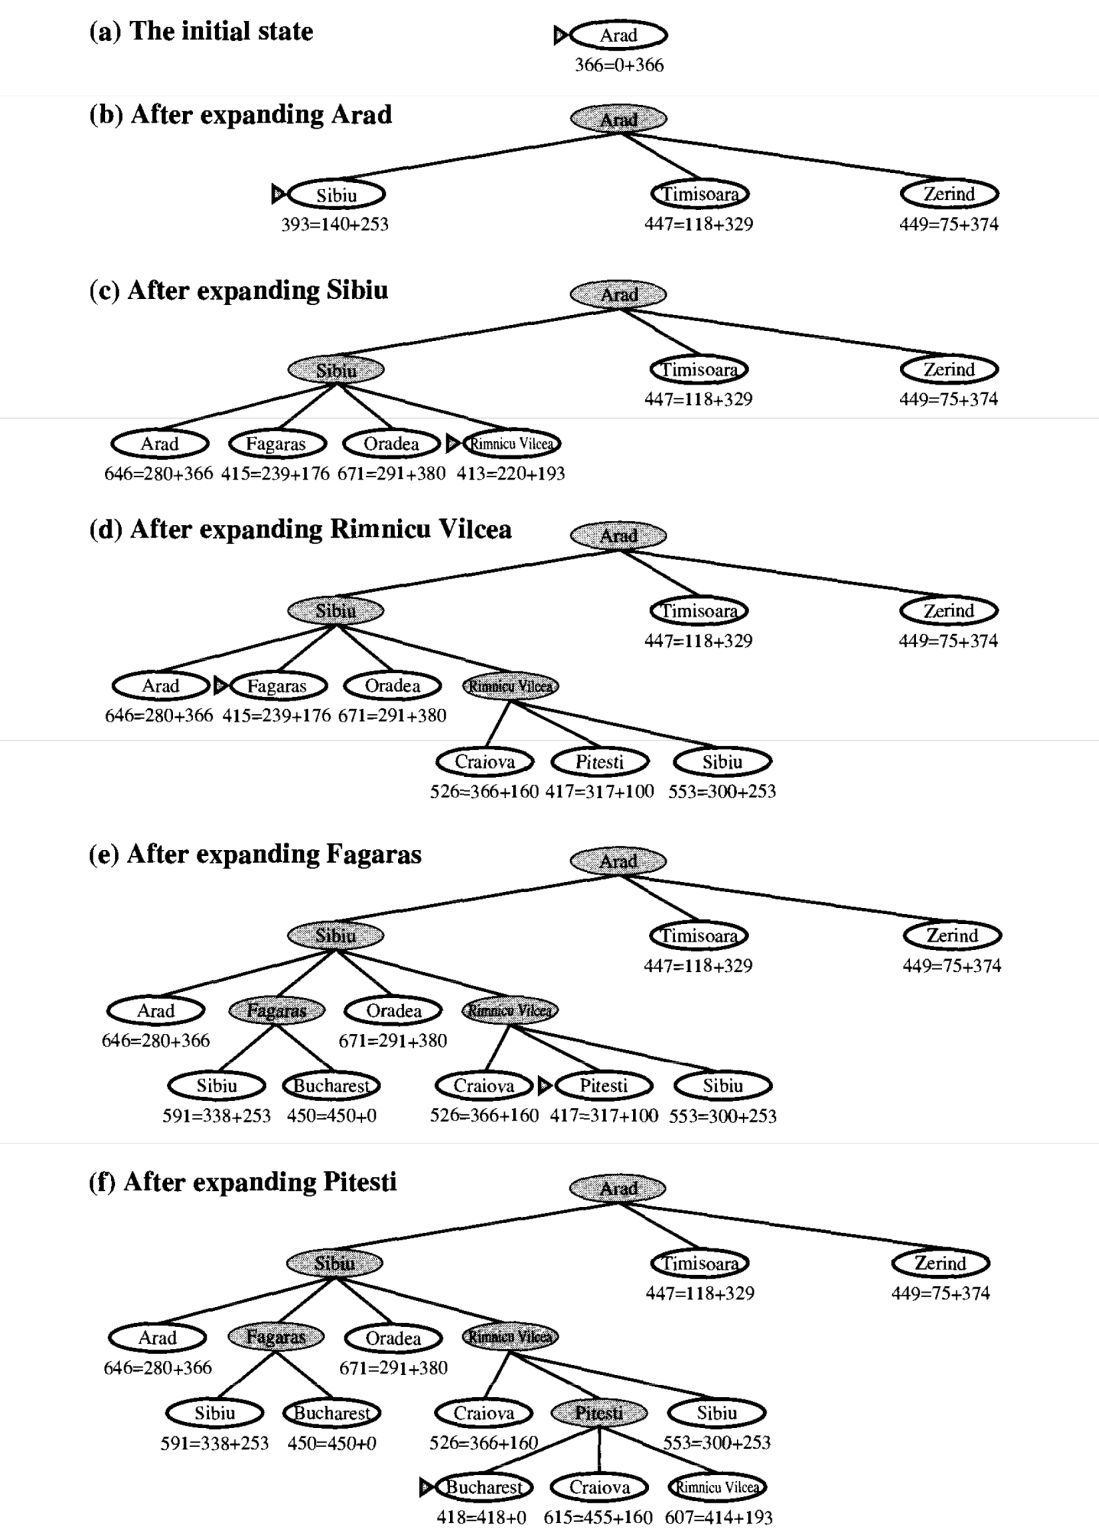 (a) The initial state
Arad
366=0+366
(b) After expanding Arad
Arad
Sibiu Timisoara Zerind
393=140+253 447=118+329 449=75+374
(c) After expanding Sibiu
Arad
Sibiu Timisoara Zerind
447=118+329 449=75+374
Arad Fagaras Oradea Rimnicu Vilcea
646=280+366 415=239+176 671=291+380 413=220+193
(d) After expanding Rimnicu Vilcea
Arad
Sibiu Timisoara Zerind
447=118+329 449=75+374
Arad Fagaras Oradea Rimnicu Vilcea
646=280+366 415=239+176 671=291+380
Craiova Pitesti Sibiu
526=366+160 417=317+100 553=300+253
(e) After expanding Fagaras
Arad
Sibiu Timisoara Zerind
447=118+329 449=75+374
Arad Fagaras Oradea Rimnicu Vilcea
646=280+366 671=291+380
Sibiu Bucharest Craiova Pitesti Sibiu
591=338+253 450=450+0 526=366+160 417=317+100 553=300+253
(f) After expanding Pitesti
Arad
Sibiu Timisoara Zerind
447=118+329 449=75+374
Arad Fagaras Oradea Rimnicu Vilcea
646=280+366 671=291+380
Sibiu Bucharest Craiova Pitesti Sibiu
591=338+253 450=450+0 526=366+160 553=300+253
Bucharest Craiova Rimnicu Vilcea
418=418+0 615=455+160 607=414+193